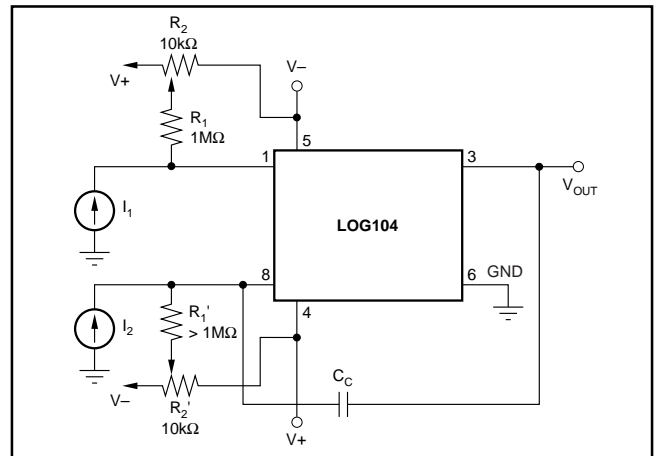 R2
10kΩ
V+
V–
R1
1MΩ
5
1
3
VOUT
I1
LOG104
8
6
GND
4
I2
R1'
> 1MΩ
V–
R2'
10kΩ
CC
V+